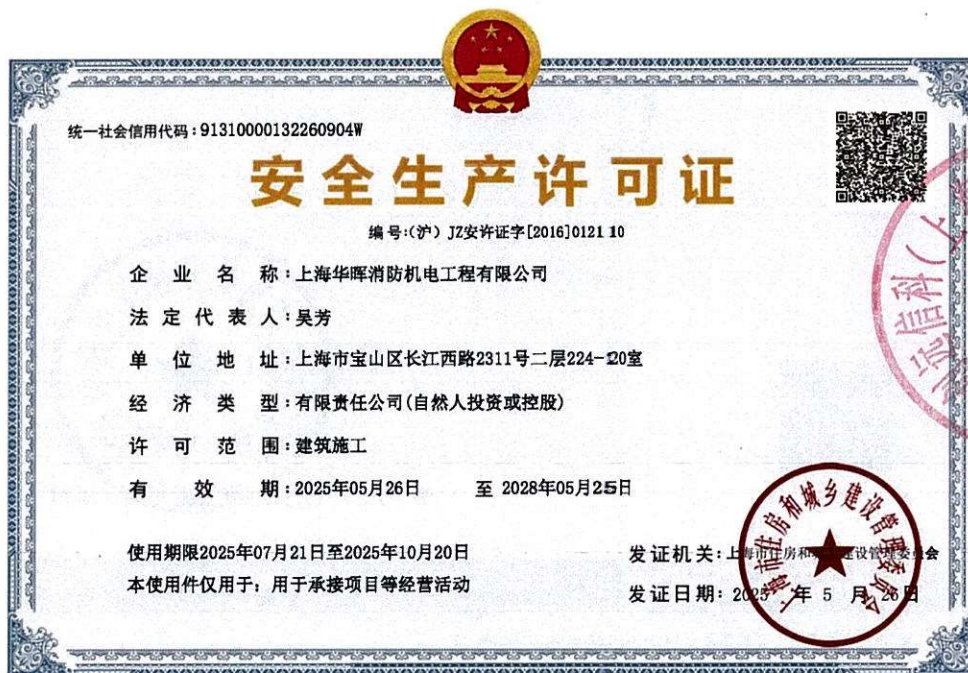 统一社会信用代码:91310000132260904W
安全生产许可证
编号:(沪)JZ安许证字[2016]012110
企业名称:上海华晖消防机电工程有限公司
法定代表人:吴芳
单位地址:上海市宝山区长江西路2311号二层224-20室
经济类型:有限责任公司(自然人投资或控股)
许可范围:建筑施工
有效期:2025年05月26日 至 2028年05月25日
使用期限2025年07月21日至2025年10月20日
本使用件仅用于:用于承接项目等经营活动
发证机关:上海市住房和城乡建设管理委员会
发证日期:2025年5月26日
上海市住房和城乡建设管理委员会
信科(上